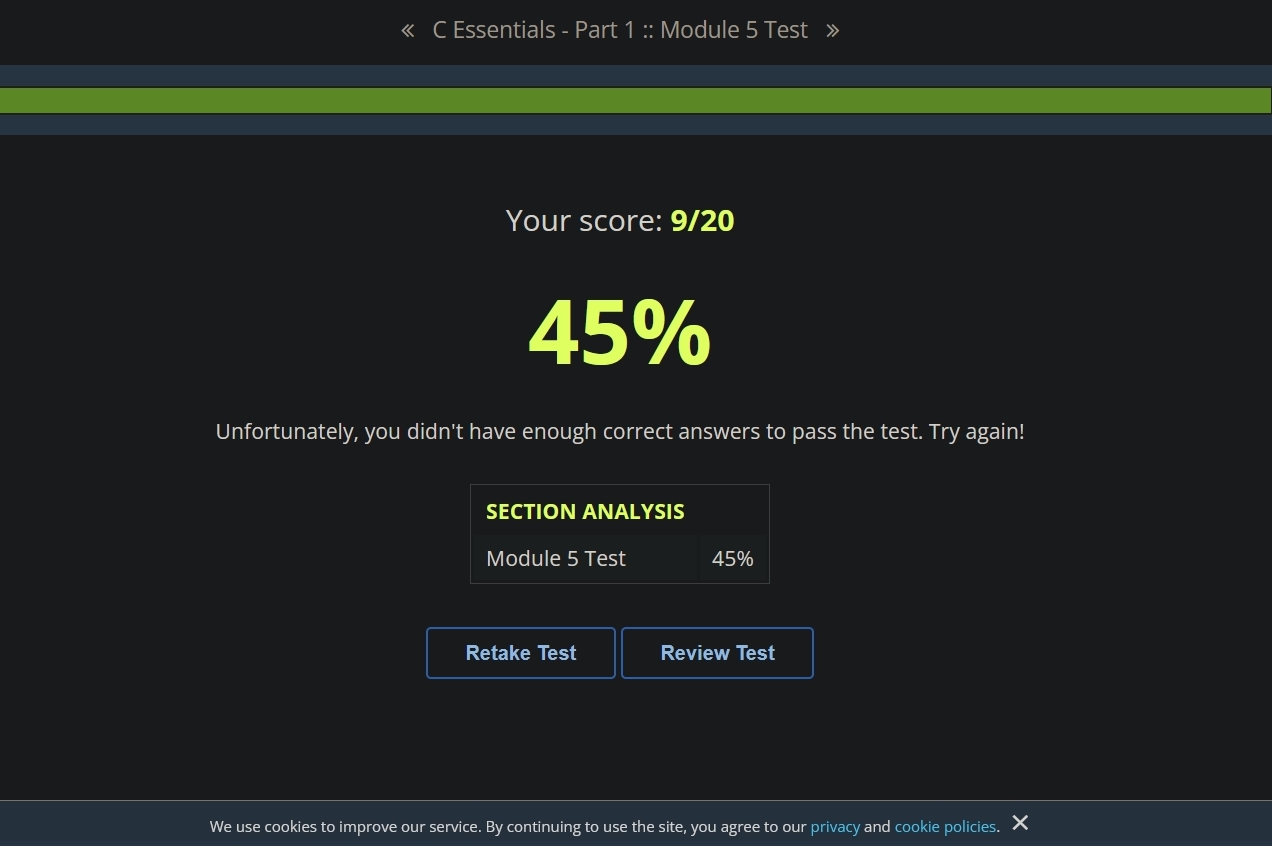 « C Essentials - Part 1 :: Module 5 Test »
Your score: 9/20
45%
Unfortunately, you didn't have enough correct answers to pass the test. Try again!
SECTION ANALYSIS
Module 5 Test 45%
Retake Test Review Test
We use cookies to improve our service. By continuing to use the site, you agree to our privacy and cookie policies. ✕